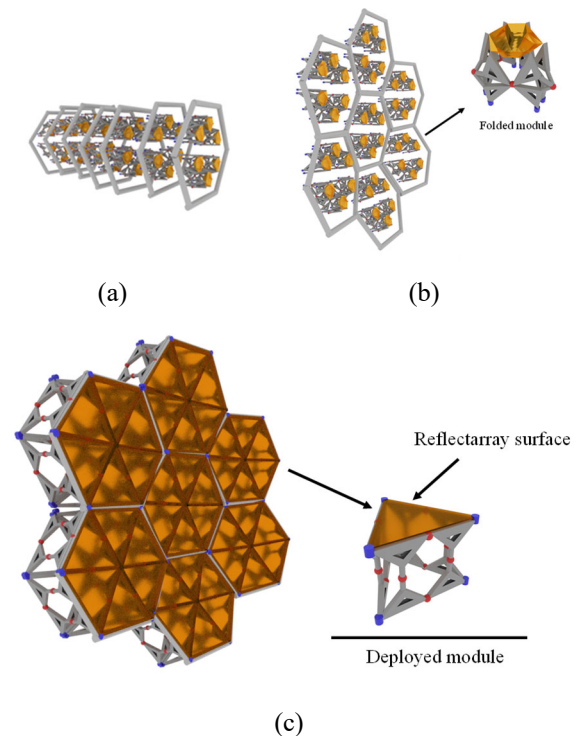 Folded module
(a)
(b)
Reflectarray surface
Deployed module
(c)